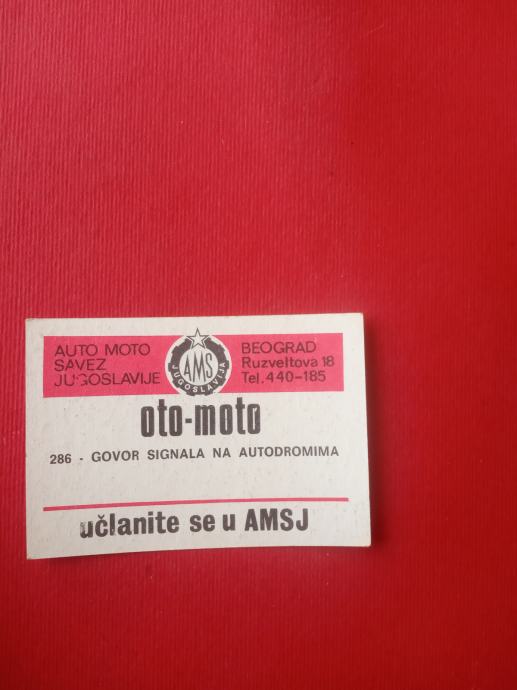 AUTO MOTO
SAVEZ
JUGOSLAVIJE
AMS
JUGOSLAVIJA
BEOGRAD
Ruzveltova 18
Tel. 440-185
oto-moto
286 - GOVOR SIGNALA NA AUTODROMIMA
učlanite se u AMSJ